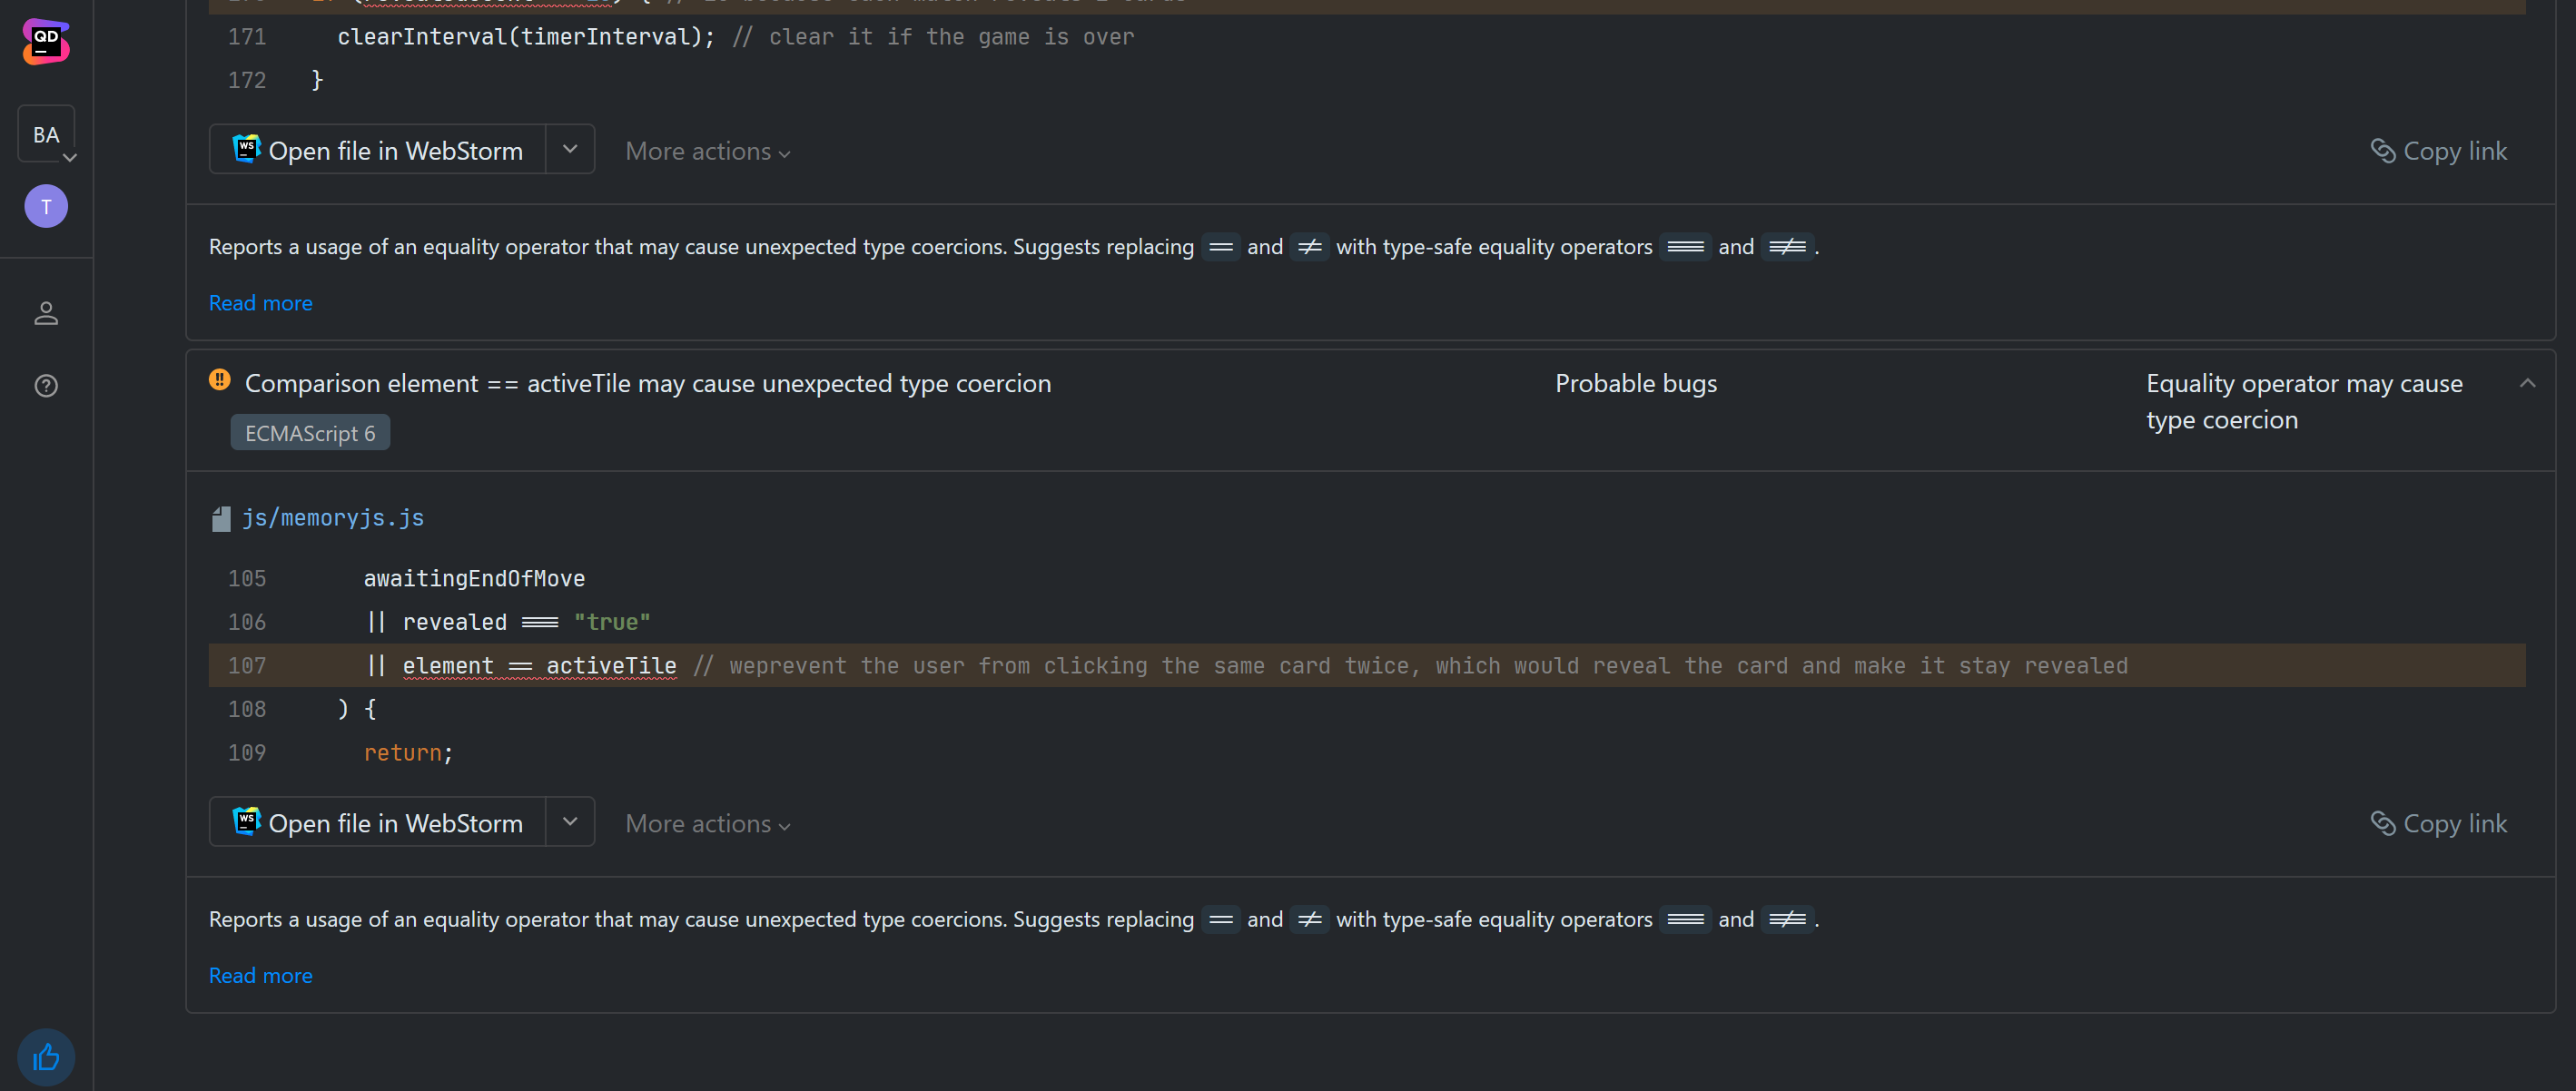 QD
171 clearInterval(timerInterval); // clear it if the game is over
172 }
BA
WS Open file in WebStorm More actions Copy link
T
Reports a usage of an equality operator that may cause unexpected type coercions. Suggests replacing == and != with type-safe equality operators === and !==.
Read more
Comparison element == activeTile may cause unexpected type coercion Probable bugs Equality operator may cause
type coercion
ECMAScript 6
js/memoryjs.js
105 awaitingEndOfMove
106 || revealed === "true"
107 || element == activeTile // weprevent the user from clicking the same card twice, which would reveal the card and make it stay revealed
108 ) {
109 return;
WS Open file in WebStorm More actions Copy link
Reports a usage of an equality operator that may cause unexpected type coercions. Suggests replacing == and != with type-safe equality operators === and !==.
Read more